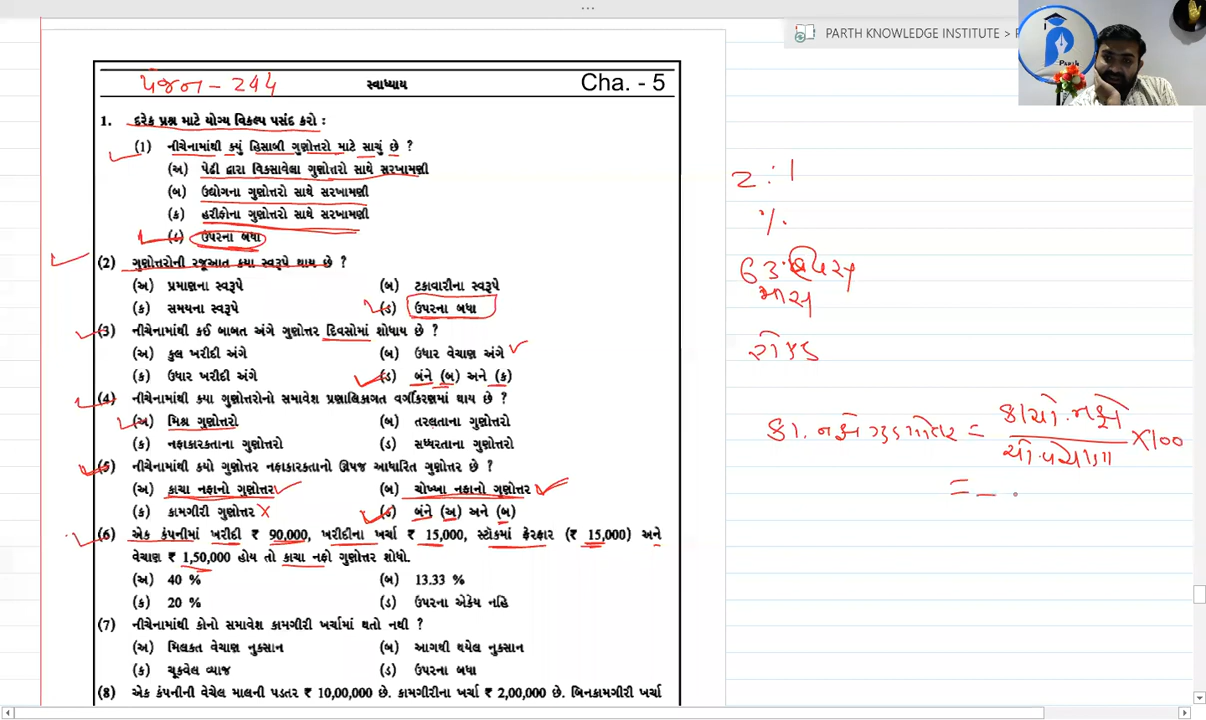 PARTH KNOWLEDGE INSTITUTE >
પેજ નં - 244
સ્વાધ્યાય
Cha. - 5
1. દરેક પ્રશ્ન માટે યોગ્ય વિકલ્પ પસંદ કરો :
(1) નીચેનામાંથી ક્યું હિસાબી ગુણોત્તરો માટે સાચું છે ?
(અ) પેઢી દ્વારા વિકસાવેલા ગુણોત્તરો સાથે સરખામણી
(બ) ઉદ્યોગના ગુણોત્તરો સાથે સરખામણી
(ક) હરીફોના ગુણોત્તરો સાથે સરખામણી
(ડ) ઉપરના બધા
(2) ગુણોત્તરોની રજૂઆત કયા સ્વરૂપે થાય છે ?
(અ) પ્રમાણના સ્વરૂપે (બ) ટકાવારીના સ્વરૂપે
(ક) સમયના સ્વરૂપે (ડ) ઉપરના બધા
(3) નીચેનામાંથી કઈ બાબત અંગે ગુણોત્તર દિવસોમાં શોધાય છે ?
(અ) કુલ ખરીદી અંગે (બ) ઉધાર વેચાણ અંગે
(ક) ઉધાર ખરીદી અંગે (ડ) બંને (બ) અને (ક)
(4) નીચેનામાંથી ક્યા ગુણોત્તરોનો સમાવેશ પ્રણાલિકાગત વર્ગીકરણમાં થાય છે ?
(અ) મિશ્ર ગુણોત્તરો (બ) તરલતાના ગુણોત્તરો
(ક) નફાકારકતાના ગુણોત્તરો (ડ) સધ્ધરતાના ગુણોત્તરો
(5) નીચેનામાંથી કયો ગુણોત્તર નફાકારકતાનો ઊપજ આધારિત ગુણોત્તર છે ?
(અ) કાચા નફાનો ગુણોત્તર (બ) ચોખ્ખા નફાનો ગુણોત્તર
(ક) કામગીરી ગુણોત્તર (ડ) બંને (અ) અને (બ)
(6) એક કંપનીમાં ખરીદી ₹ 90,000, ખરીદીના ખર્ચા ₹ 15,000, સ્ટૉકમાં ફેરફાર (₹ 15,000) અને
વેચાણ ₹ 1,50,000 હોય તો કાચા નફો ગુણોત્તર શોધો.
(અ) 40 % (બ) 13.33 %
(ક) 20 % (ડ) ઉપરના એકેય નહિ
(7) નીચેનામાંથી કોનો સમાવેશ કામગીરી ખર્ચામાં થતો નથી ?
(અ) મિલકત વેચાણ નુક્સાન (બ) આગથી થયેલ નુક્સાન
(ક) ચૂકવેલ વ્યાજ (ડ) ઉપરના બધા
(8) એક કંપનીની વેચેલ માલની પડતર ₹ 10,00,000 છે. કામગીરીના ખર્ચા ₹ 2,00,000 છે. બિનકામગીરી ખર્ચા
2 : 1
%
63 દિવસ
માસ
રોકડ
કા. નફો ગુણોતર = કાચો નફો / ચો. વેચાણ × 100
= - .